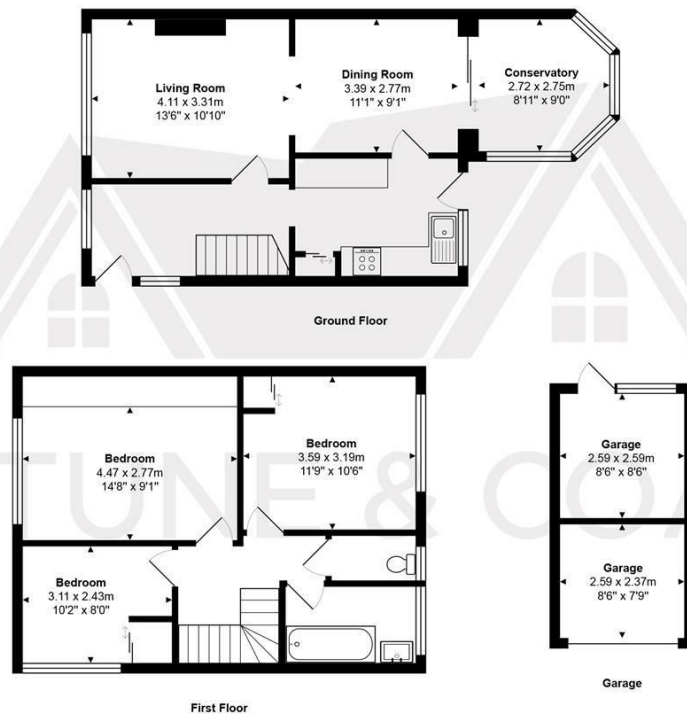 Living Room
4.11 x 3.31m
13'6" x 10'10"
Dining Room
3.39 x 2.77m
11'1" x 9'1"
Conservatory
2.72 x 2.75m
8'11" x 9'0"
Ground Floor
Bedroom
4.47 x 2.77m
14'8" x 9'1"
Bedroom
3.59 x 3.19m
11'9" x 10'6"
Bedroom
3.11 x 2.43m
10'2" x 8'0"
First Floor
Garage
2.59 x 2.59m
8'6" x 8'6"
Garage
2.59 x 2.37m
8'6" x 7'9"
Garage
TUNE & COA